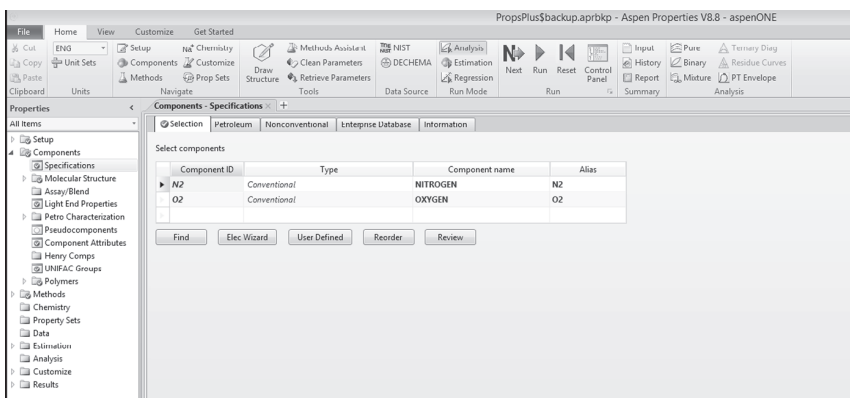 PropsPlus$backup.aprbkp - Aspen Properties V8.8 - aspenONE
File Home View Customize Get Started
Cut ENG Setup Na+ Chemistry Methods Assistant NIST Analysis Input Pure Ternary Diag
Copy Unit Sets Components Customize Clean Parameters DECHEMA Estimation History Binary Residue Curves
Paste Methods Prop Sets Draw Structure Retrieve Parameters Regression Next Run Reset Control Panel Report Mixture PT Envelope
Clipboard Units Navigate Tools Data Source Run Mode Run Summary Analysis
Properties < Components - Specifications × +
All Items Selection Petroleum Nonconventional Enterprise Database Information
Setup
Components
Specifications
Molecular Structure
Assay/Blend
Light End Properties
Petro Characterization
Pseudocomponents
Component Attributes
Henry Comps
UNIFAC Groups
Polymers
Methods
Chemistry
Property Sets
Data
Estimation
Analysis
Customize
Results
Select components
Component ID Type Component name Alias
N2 Conventional NITROGEN N2
O2 Conventional OXYGEN O2
Find Elec Wizard User Defined Reorder Review